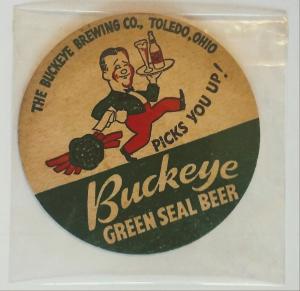 THE BUCKEYE BREWING CO., TOLEDO, OHIO
PICKS YOU UP!
Buckeye
GREEN SEAL BEER